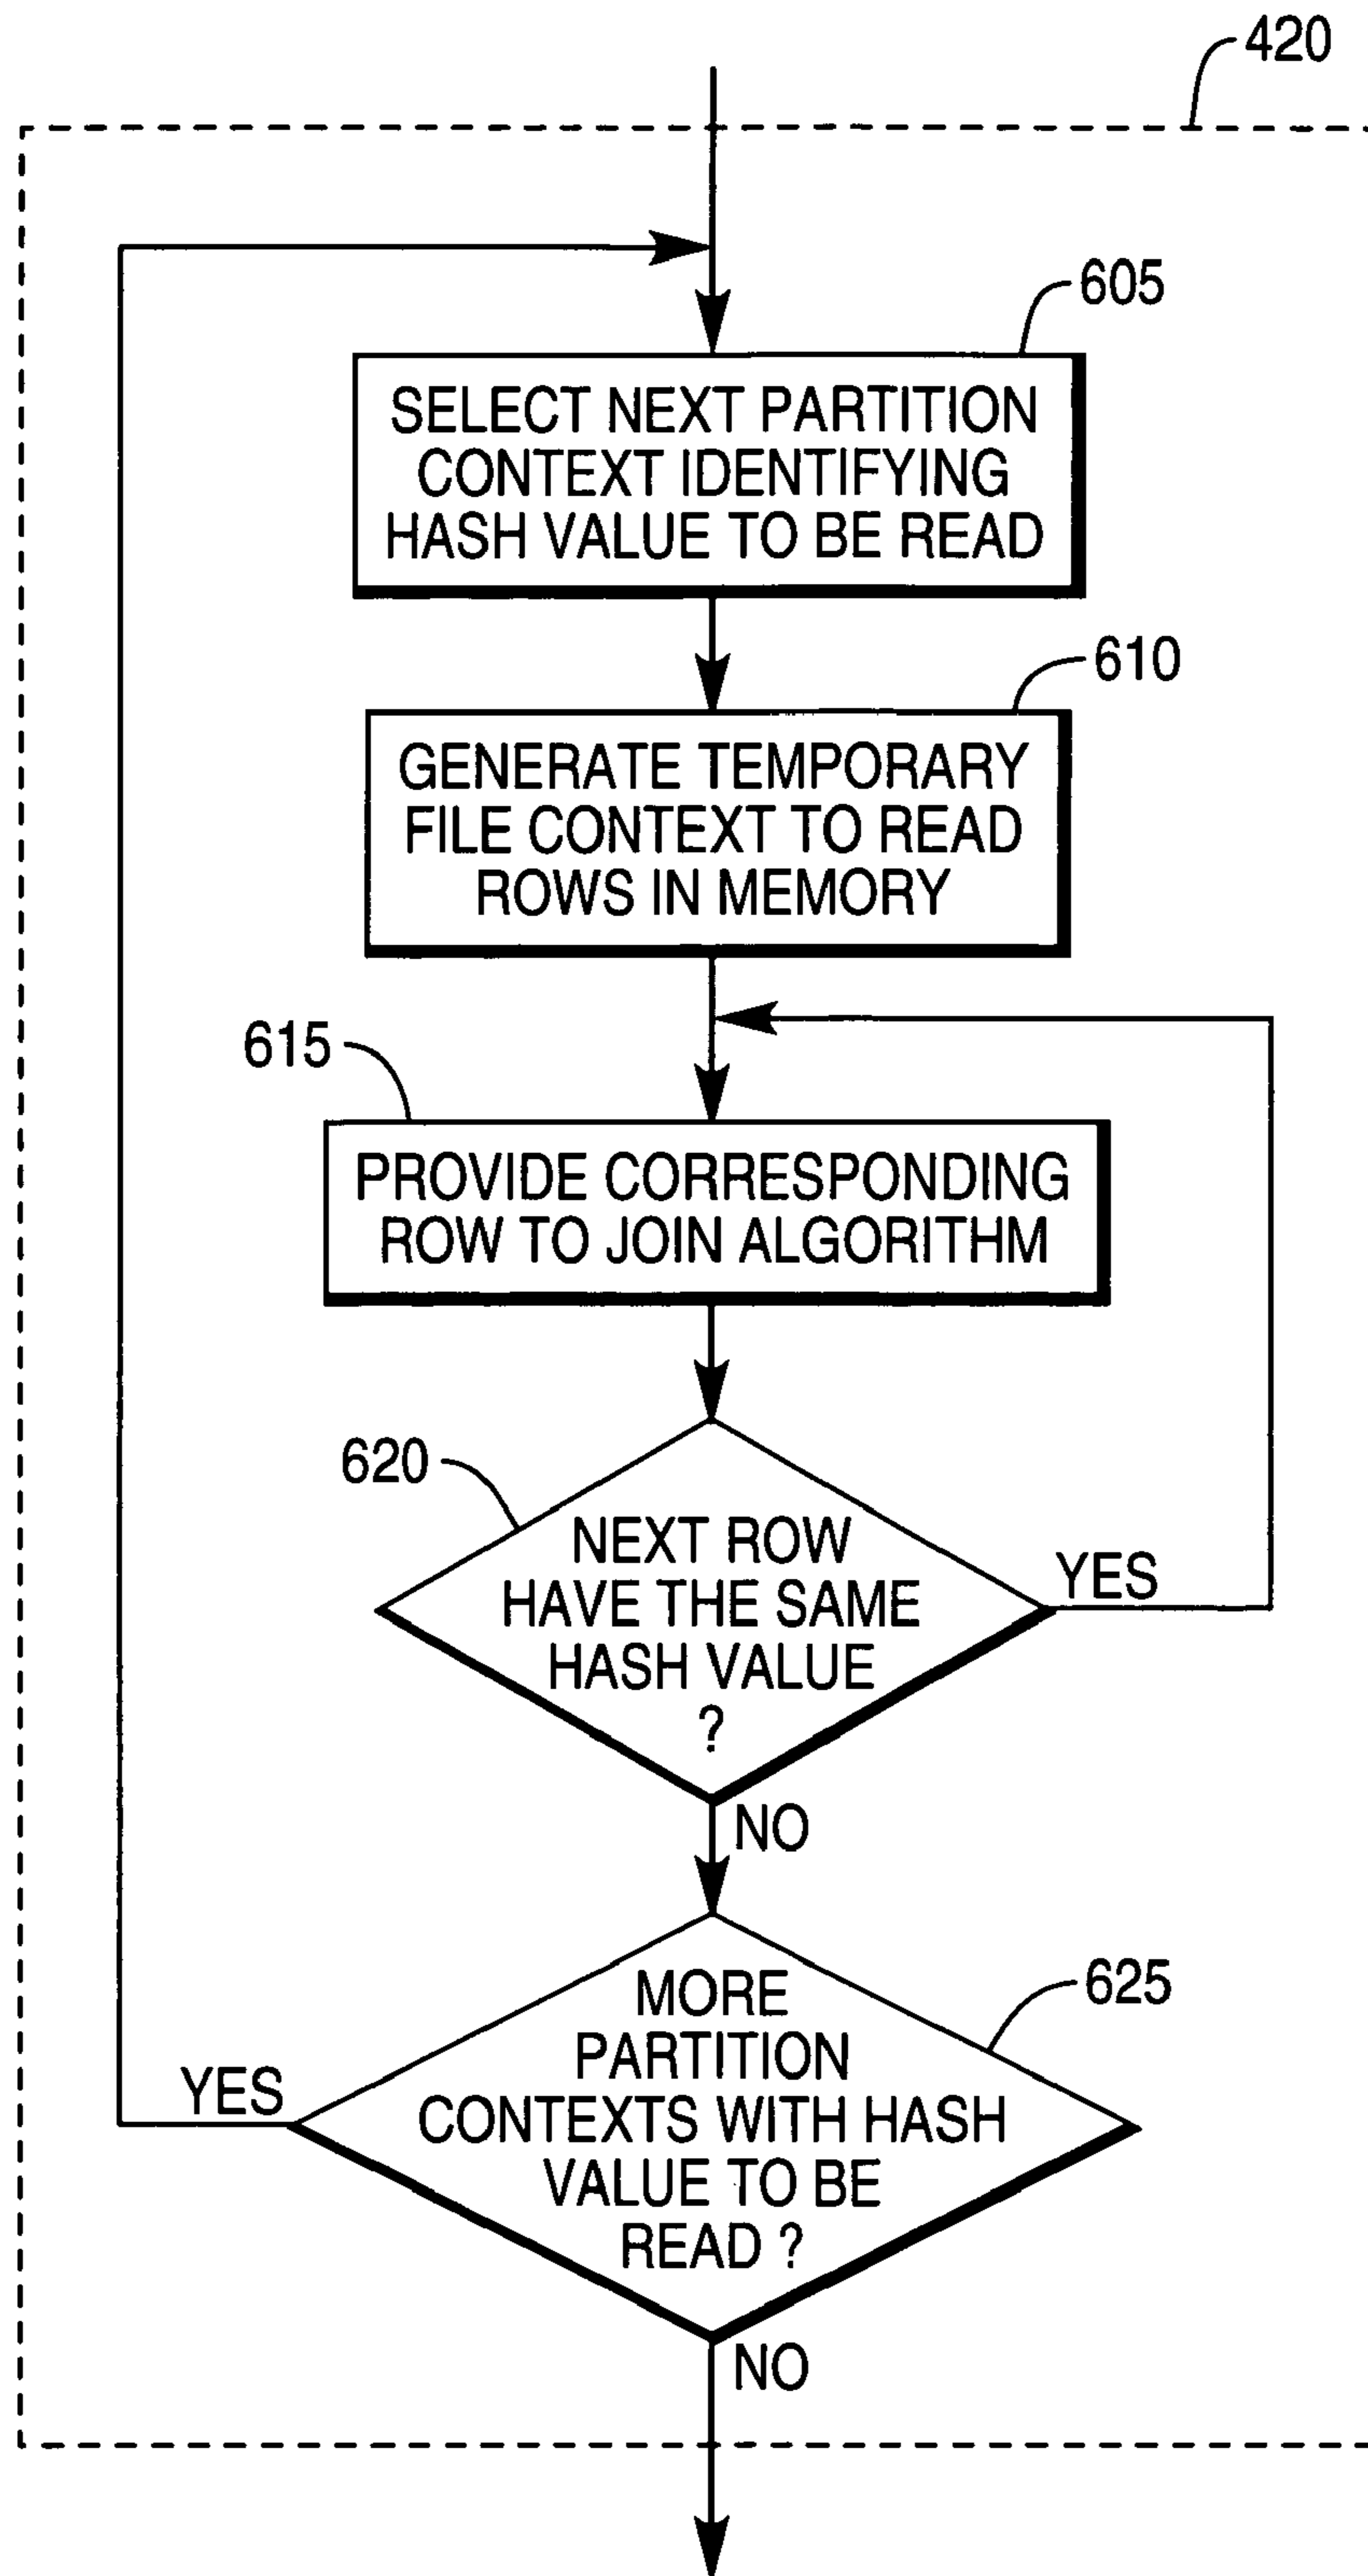 420
605
SELECT NEXT PARTITION
CONTEXT IDENTIFYING
HASH VALUE TO BE READ
610
GENERATE TEMPORARY
FILE CONTEXT TO READ
ROWS IN MEMORY
615
PROVIDE CORRESPONDING
ROW TO JOIN ALGORITHM
620
NEXT ROW
HAVE THE SAME
HASH VALUE
?
YES
NO
625
MORE
PARTITION
CONTEXTS WITH HASH
VALUE TO BE
READ ?
YES
NO